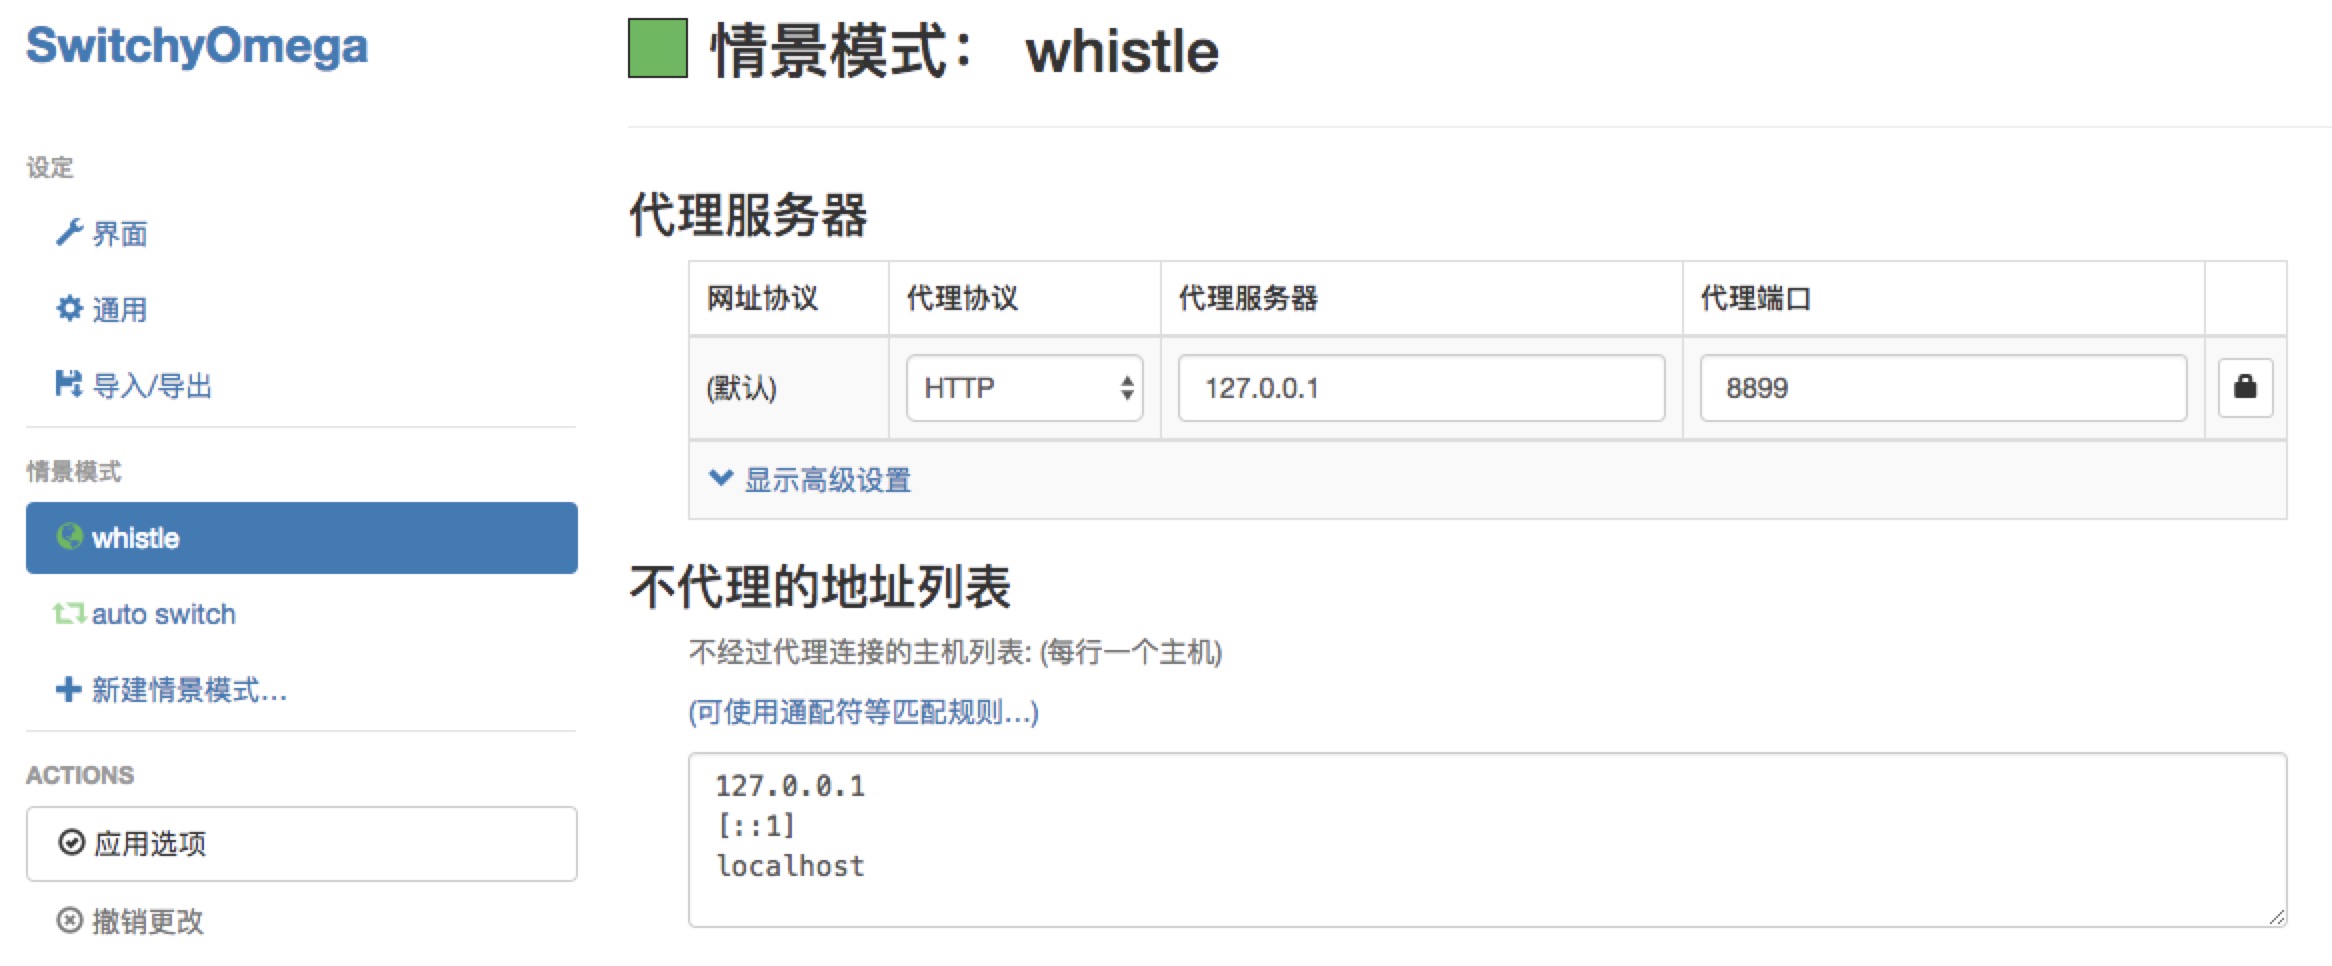 SwitchyOmega
设定
界面
通用
导入/导出
情景模式
whistle
auto switch
新建情景模式...
ACTIONS
应用选项
撤销更改
情景模式： whistle
代理服务器
网址协议 代理协议 代理服务器 代理端口
(默认) HTTP 127.0.0.1 8899
显示高级设置
不代理的地址列表
不经过代理连接的主机列表: (每行一个主机)
(可使用通配符等匹配规则...)
127.0.0.1
[::1]
localhost